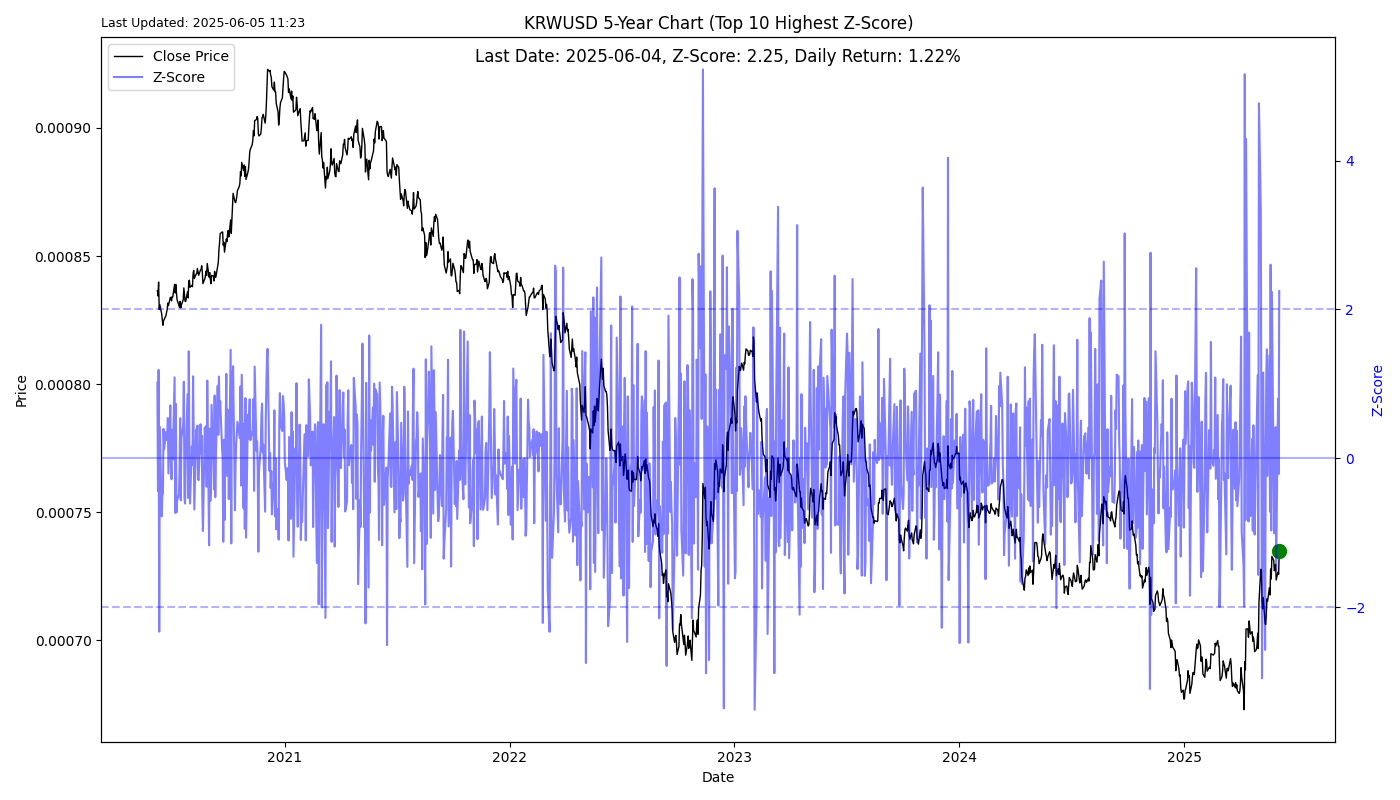 Last Updated: 2025-06-05 11:23
KRWUSD 5-Year Chart (Top 10 Highest Z-Score)
Last Date: 2025-06-04, Z-Score: 2.25, Daily Return: 1.22%
Close Price
Z-Score
0.00090
0.00085
0.00080
0.00075
0.00070
Price
4
2
0
−2
Z-Score
2021
2022
2023
2024
2025
Date